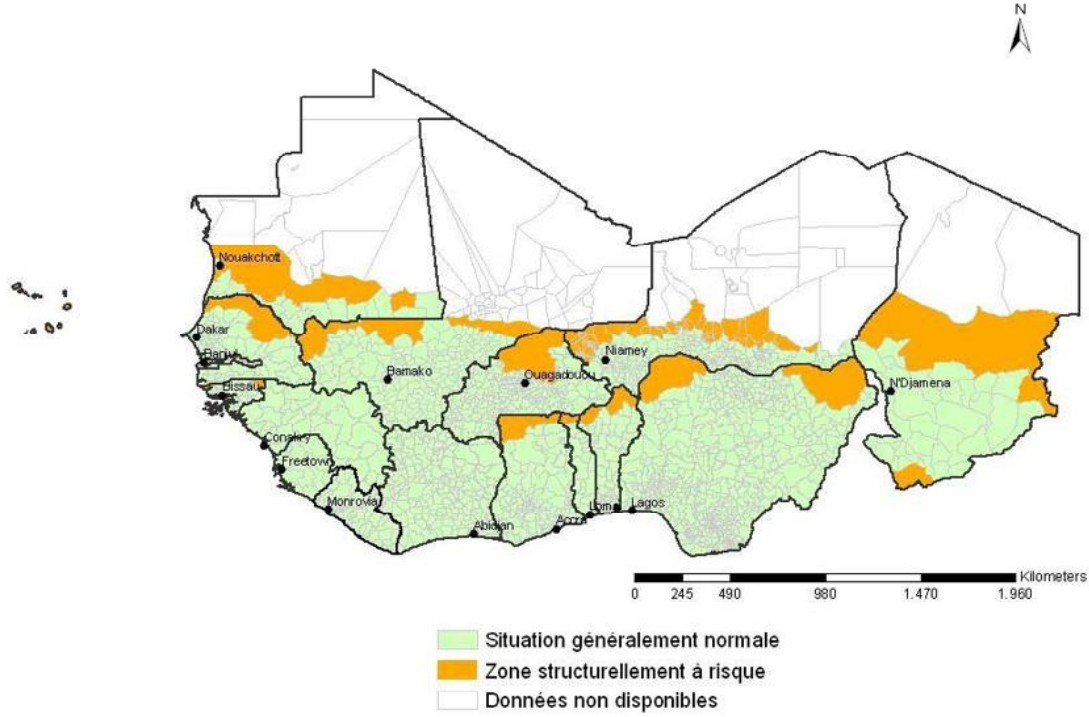 N
Nouakchott
Dakar
Banjul
Bissau
Bamako
Ouagadouou
Niamey
N'Djamena
Conakry
Freetown
Monrovia
Abidjan
Accra
Lome
Lagos
Kilometers
0 245 490 980 1.470 1.960
Situation généralement normale
Zone structurellement à risque
Données non disponibles